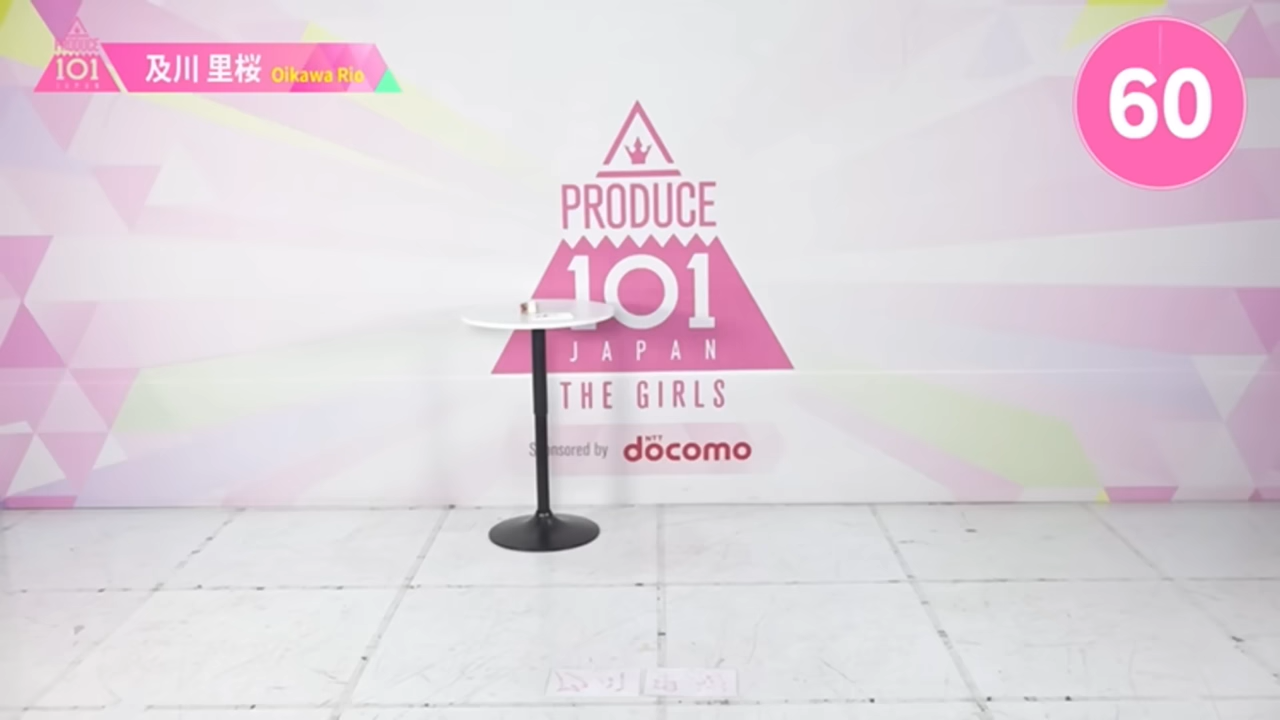 PRODUCE
101
JAPAN
及川 里桜 Oikawa Rio
60
PRODUCE
101
JAPAN
THE GIRLS
Sponsored by NTT docomo